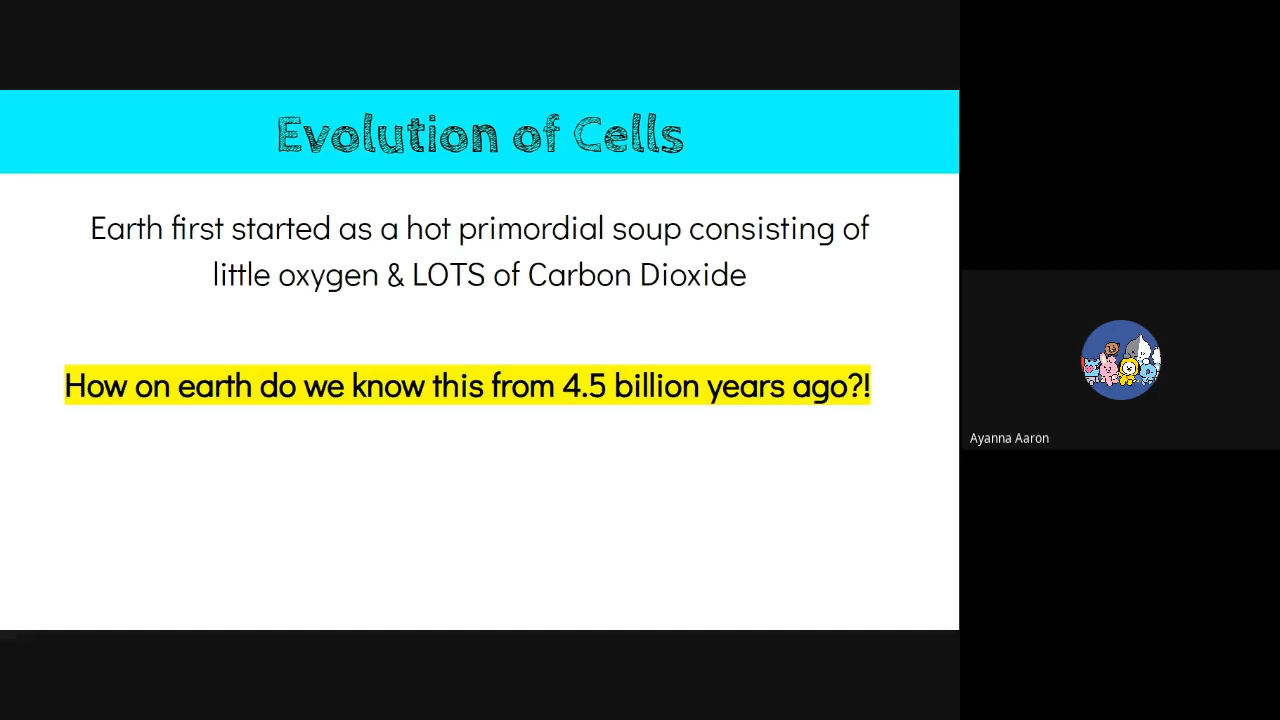 Evolution of Cells
Earth first started as a hot primordial soup consisting of
little oxygen & LOTS of Carbon Dioxide
How on earth do we know this from 4.5 billion years ago?!
Ayanna Aaron